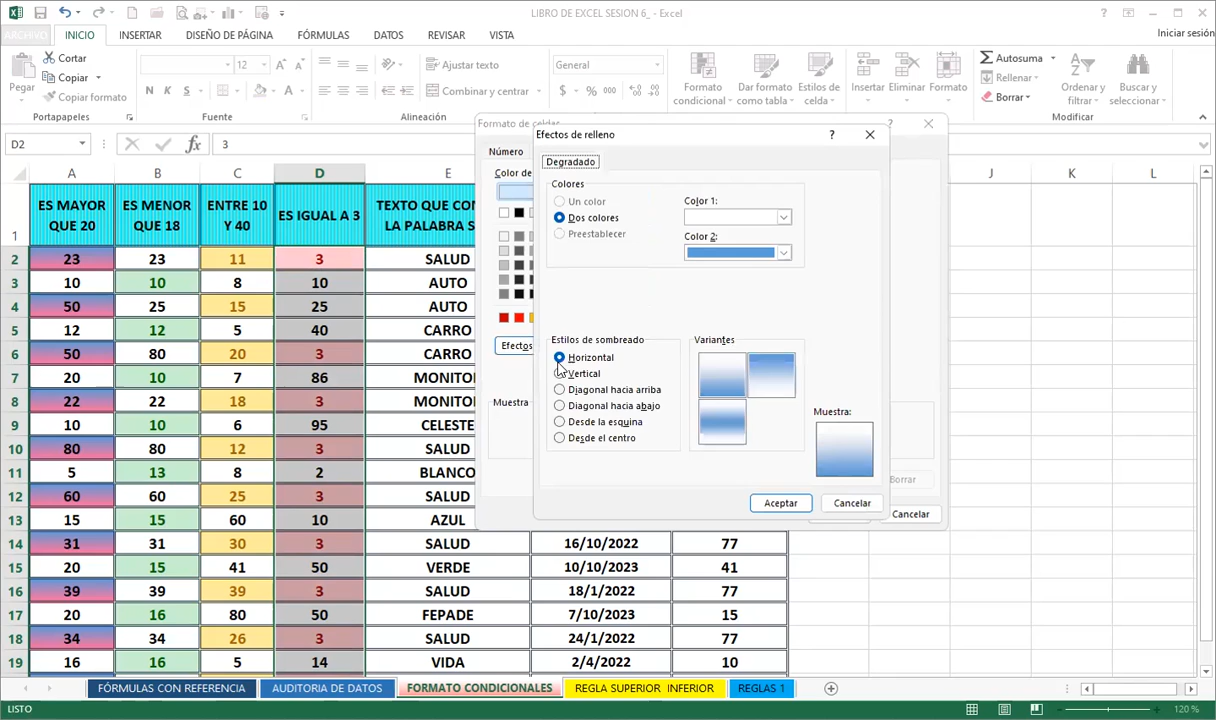 LIBRO DE EXCEL SESION 6_ - Excel
ARCHIVO INICIO INSERTAR DISEÑO DE PÁGINA FÓRMULAS DATOS REVISAR VISTA Iniciar sesión
Pegar
Cortar
Copiar
Copiar formato
Portapapeles
12
N K S
Fuente
Ajustar texto
Combinar y centrar
Alineación
General
$ % 000
Formato condicional
Dar formato como tabla
Estilos de celda
Insertar Eliminar Formato
Autosuma
Rellenar
Borrar
Ordenar y filtrar
Buscar y seleccionar
Modificar
D2 fx 3
Formato de celdas
Número
Color de
Efectos
Muestra
Borrar
Cancelar
Efectos de relleno
Degradado
Colores
Un color
Dos colores
Preestablecer
Color 1:
Color 2:
Estilos de sombreado
Horizontal
Vertical
Diagonal hacia arriba
Diagonal hacia abajo
Desde la esquina
Desde el centro
Variantes
Muestra:
Aceptar Cancelar
A B C D E J K L
1 ES MAYOR QUE 20 ES MENOR QUE 18 ENTRE 10 Y 40 ES IGUAL A 3 TEXTO QUE CON LA PALABRA S
2 23 23 11 3 SALUD
3 10 10 8 10 AUTO
4 50 25 15 25 AUTO
5 12 12 5 40 CARRO
6 50 80 20 3 CARRO
7 20 10 7 86 MONITO
8 22 22 18 3 MONITO
9 10 10 6 95 CELESTE
10 80 80 12 3 SALUD
11 5 13 8 2 BLANCO
12 60 60 25 3 SALUD
13 15 15 60 10 AZUL
14 31 31 30 3 SALUD 16/10/2022 77
15 20 15 41 50 VERDE 10/10/2023 41
16 39 39 39 3 SALUD 18/1/2022 77
17 20 16 80 50 FEPADE 7/10/2023 15
18 34 34 26 3 SALUD 24/1/2022 77
19 16 16 5 14 VIDA 2/4/2022 10
FÓRMULAS CON REFERENCIA AUDITORIA DE DATOS FORMATO CONDICIONALES REGLA SUPERIOR INFERIOR REGLAS 1
LISTO 120 %